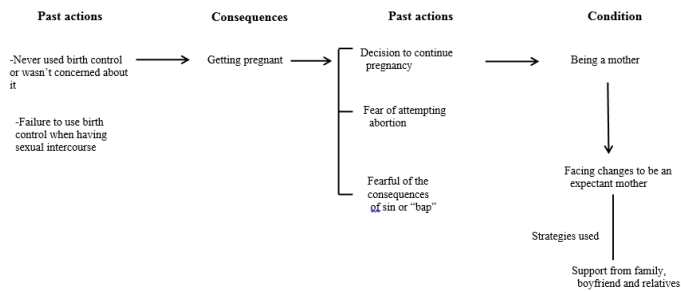 Past actions
Consequences
Past actions
Condition
-Never used birth control
or wasn't concerned about
it
Getting pregnant
Decision to continue
pregnancy
Being a mother
-Failure to use birth
control when having
sexual intercourse
Fear of attempting
abortion
Fearful of the
consequences
of sin or “bap”
Facing changes to be an
expectant mother
Strategies used
Support from family,
boyfriend and relatives